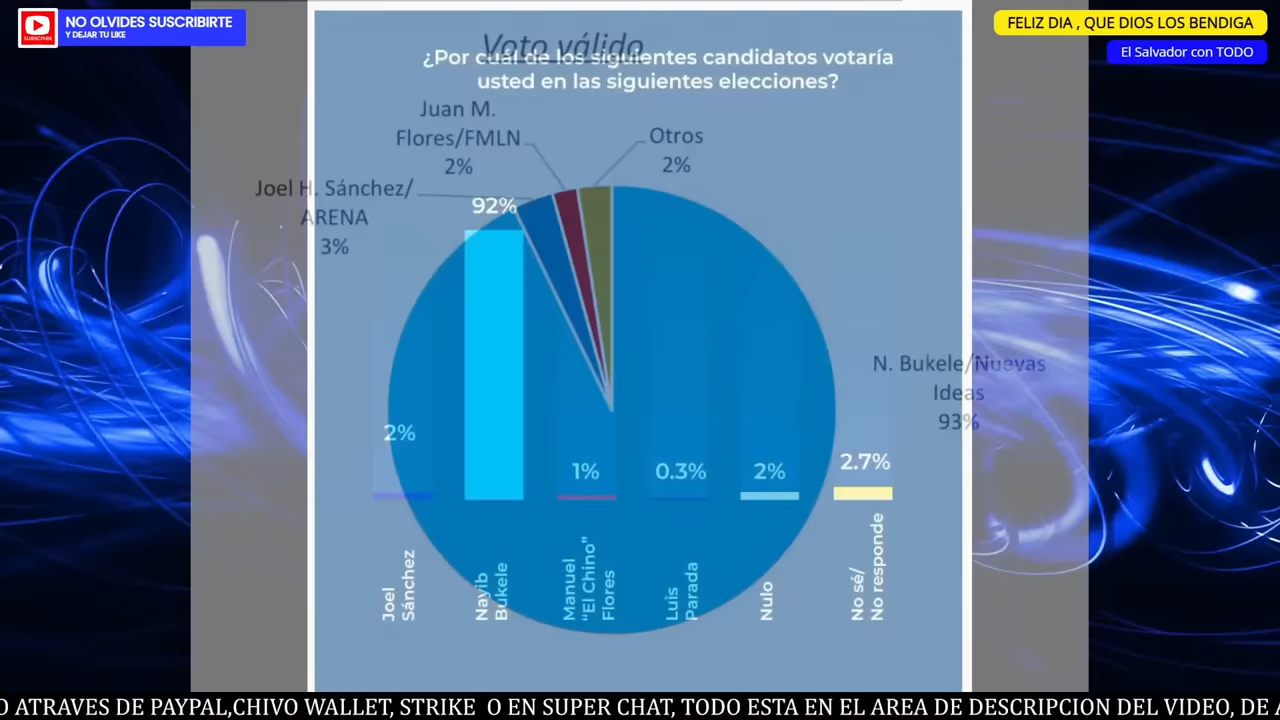 NO OLVIDES SUSCRIBIRTE
Y DEJAR TU LIKE
SUSCRIBE
FELIZ DIA , QUE DIOS LOS BENDIGA
El Salvador con TODO
Voto válido
¿Por cuál de los siguientes candidatos votaría
usted en las siguientes elecciones?
Juan M.
Flores/FMLN
2%
Otros
2%
Joel H. Sánchez/
ARENA
3%
92%
N. Bukele/Nuevas
Ideas
93%
2%
1%
0.3%
2%
2.7%
Joel
Sánchez
Nayib
Bukele
Manuel
"El Chino"
Flores
Luis
Parada
Nulo
No sé/
No responde
O ATRAVES DE PAYPAL,CHIVO WALLET, STRIKE O EN SUPER CHAT, TODO ESTA EN EL AREA DE DESCRIPCION DEL VIDEO, DE